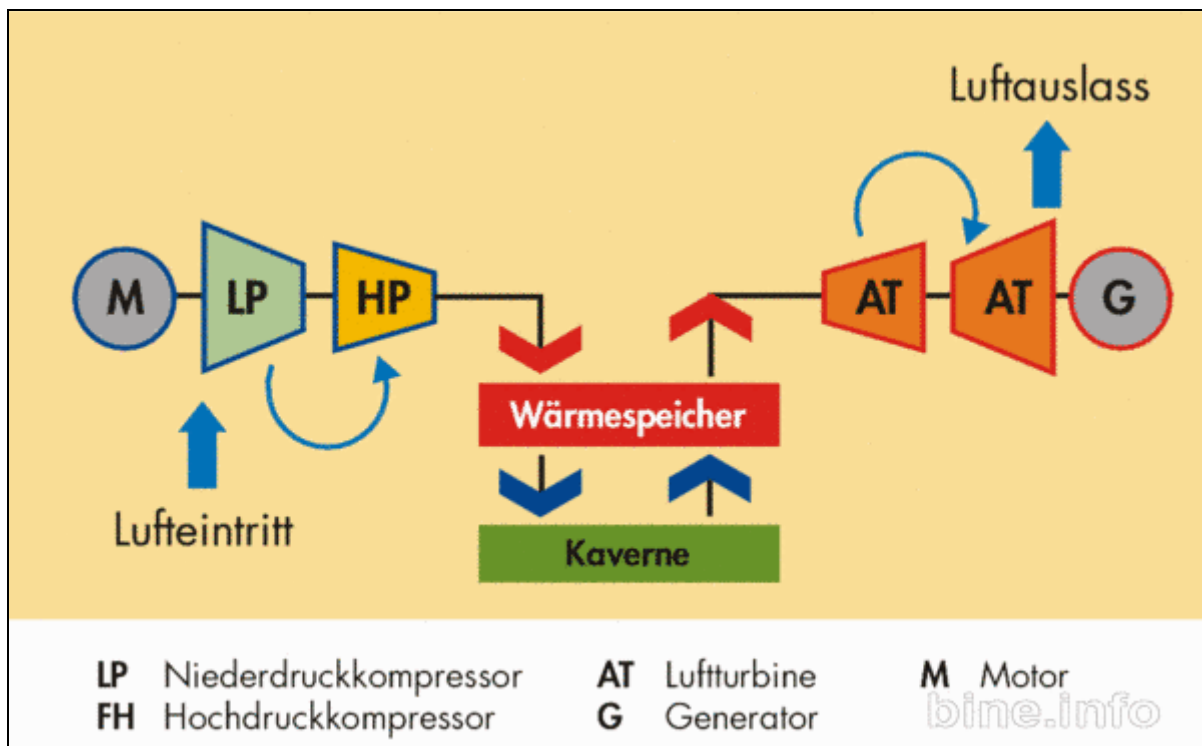 Luftauslass
M
LP
HP
AT
AT
G
Wärmespeicher
Lufteintritt
Kaverne
LP Niederdruckkompressor AT Luftturbine M Motor
FH Hochdruckkompressor G Generator
bine.info